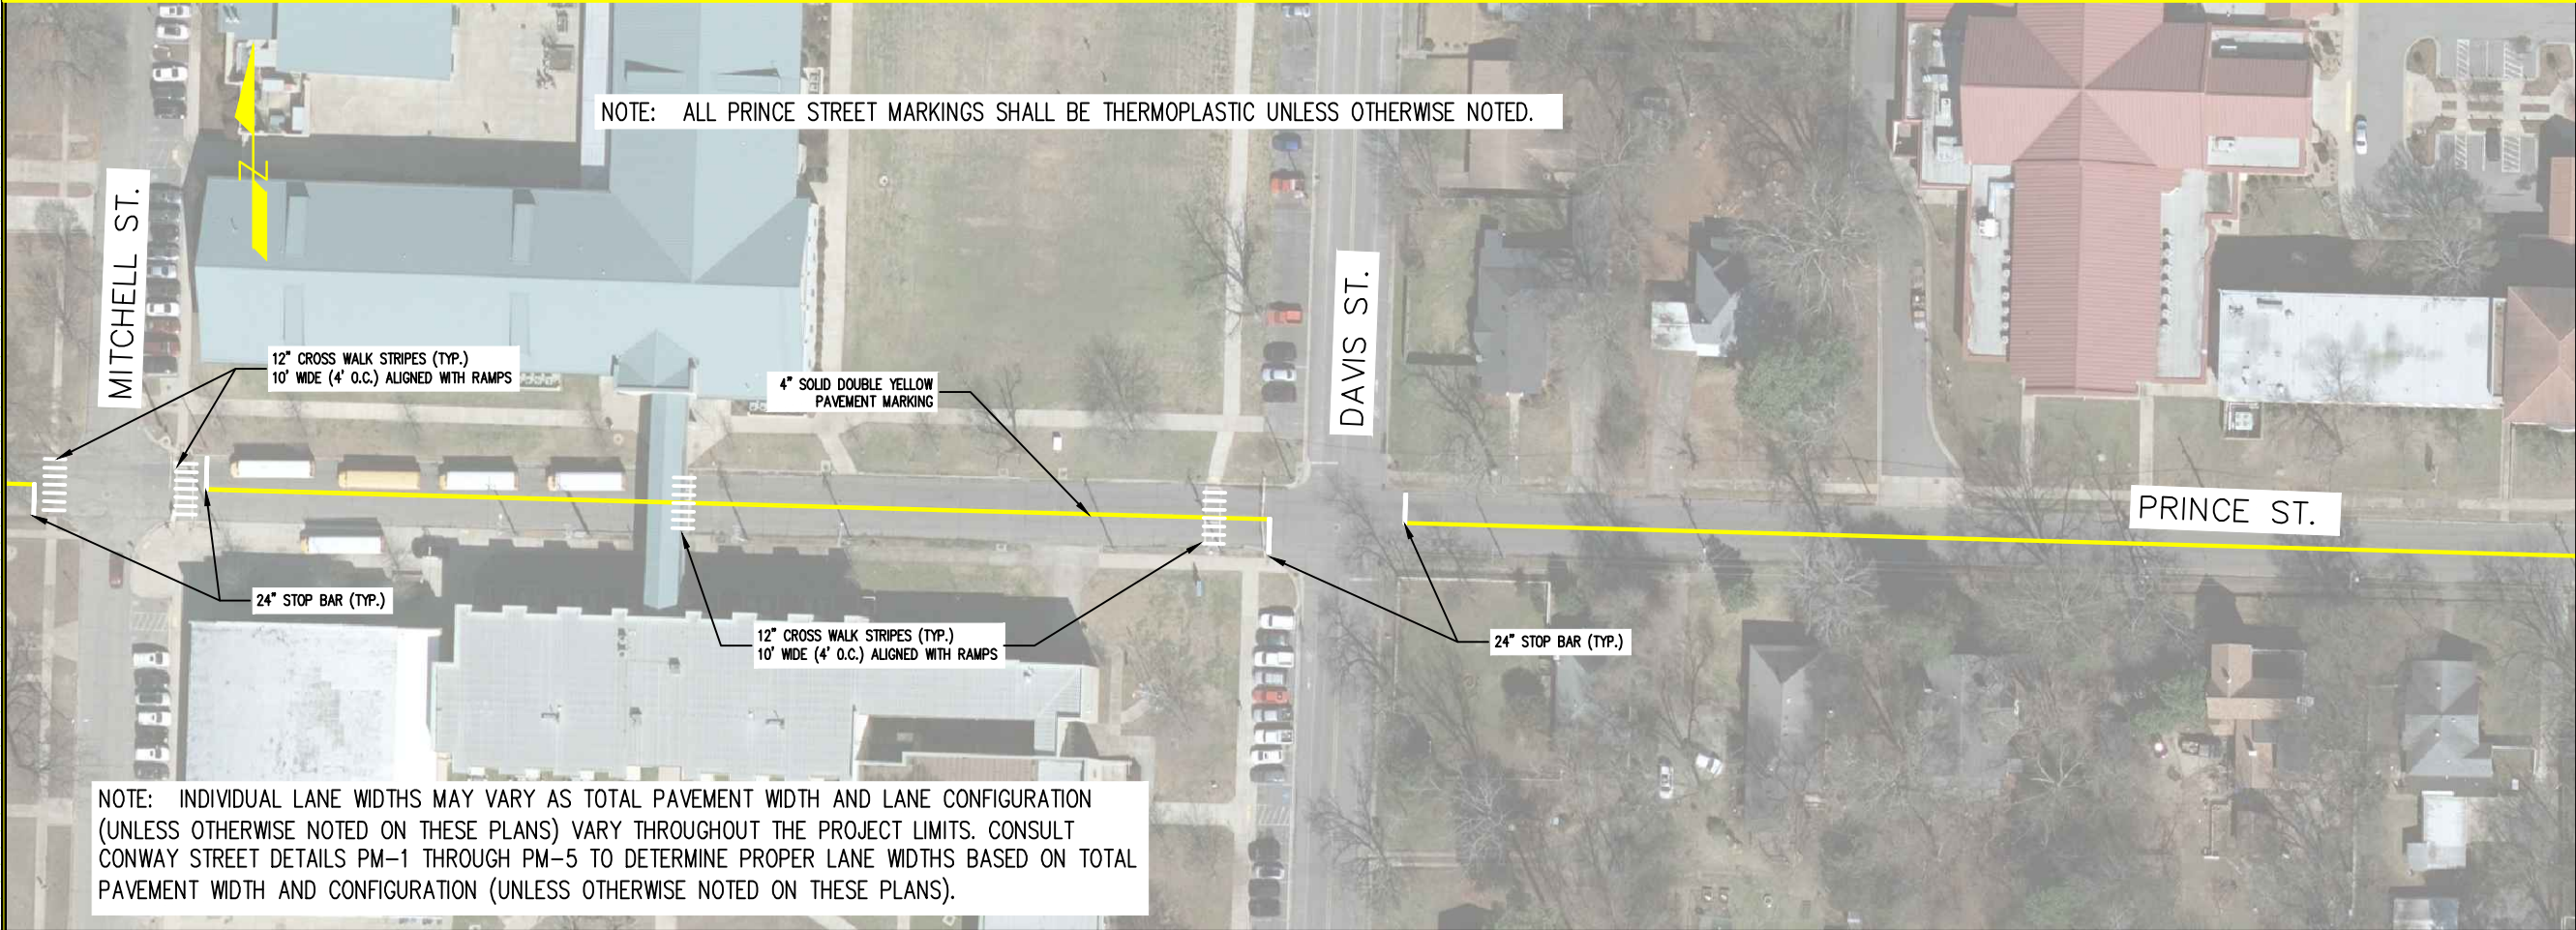 NOTE: ALL PRINCE STREET MARKINGS SHALL BE THERMOPLASTIC UNLESS OTHERWISE NOTED.
N
MITCHELL ST.
DAVIS ST.
12" CROSS WALK STRIPES (TYP.)
10' WIDE (4' O.C.) ALIGNED WITH RAMPS
4" SOLID DOUBLE YELLOW
PAVEMENT MARKING
PRINCE ST.
24" STOP BAR (TYP.)
12" CROSS WALK STRIPES (TYP.)
10' WIDE (4' O.C.) ALIGNED WITH RAMPS
24" STOP BAR (TYP.)
NOTE: INDIVIDUAL LANE WIDTHS MAY VARY AS TOTAL PAVEMENT WIDTH AND LANE CONFIGURATION
(UNLESS OTHERWISE NOTED ON THESE PLANS) VARY THROUGHOUT THE PROJECT LIMITS. CONSULT
CONWAY STREET DETAILS PM-1 THROUGH PM-5 TO DETERMINE PROPER LANE WIDTHS BASED ON TOTAL
PAVEMENT WIDTH AND CONFIGURATION (UNLESS OTHERWISE NOTED ON THESE PLANS).